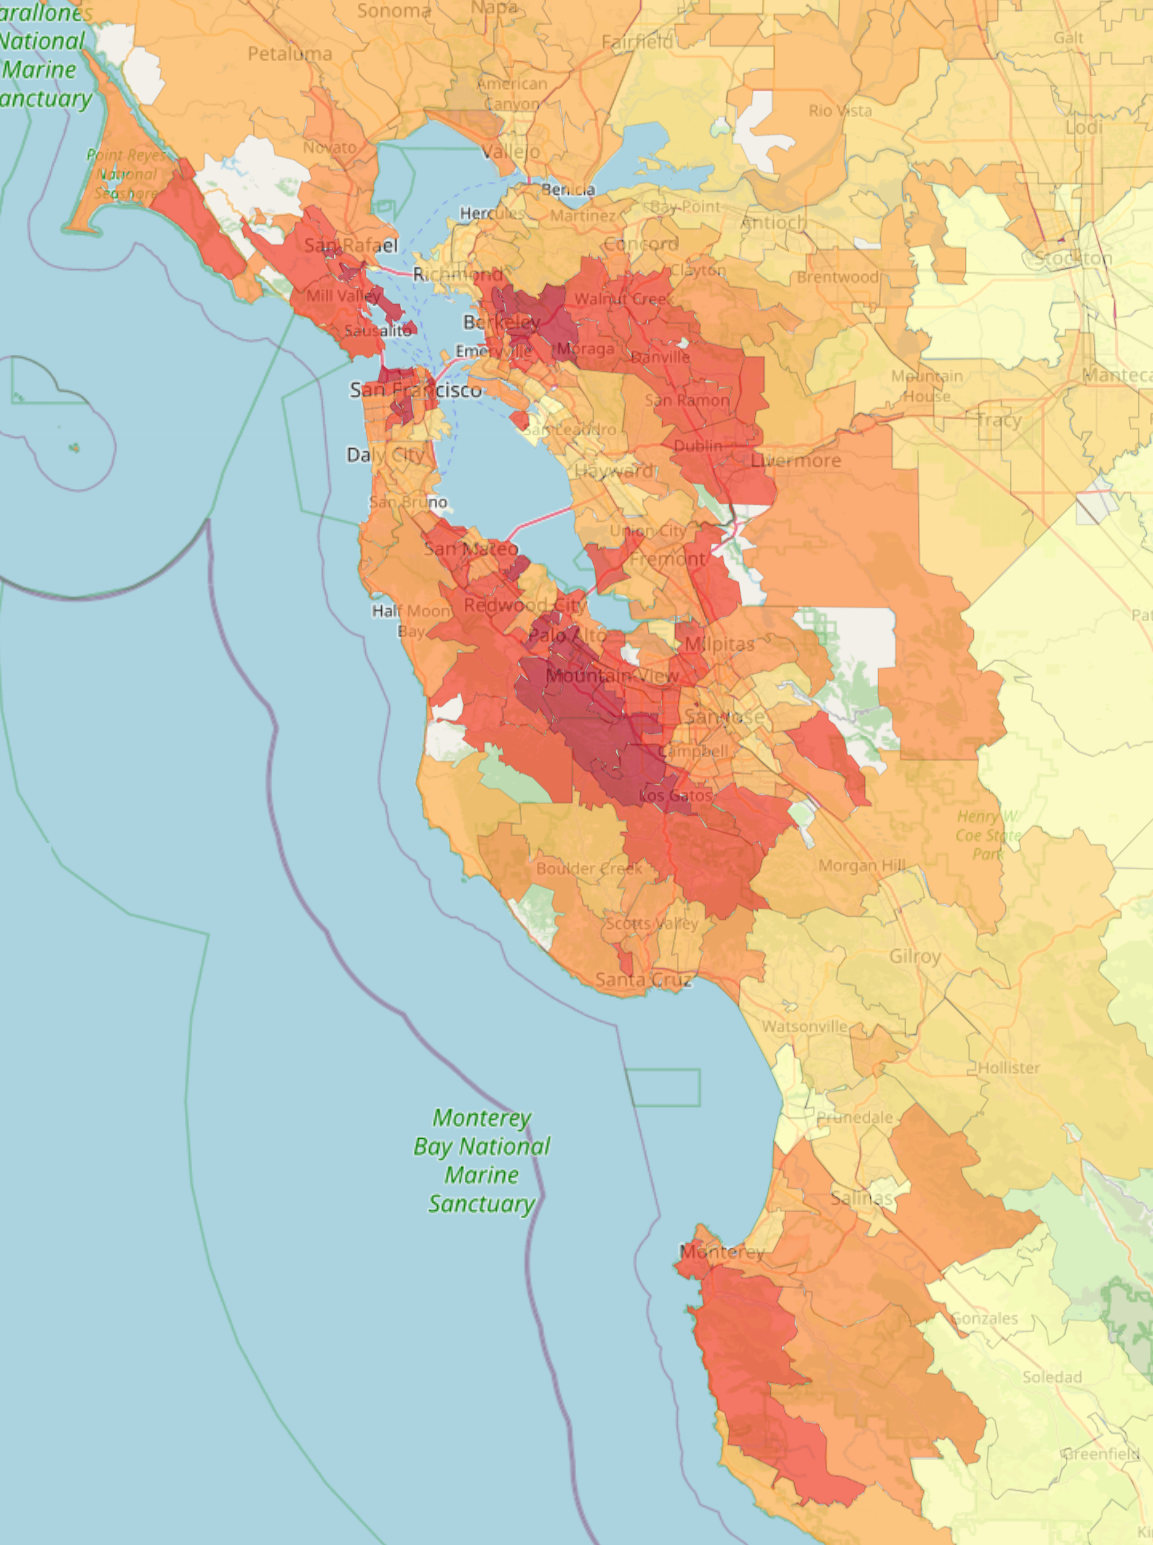 arallones
National
Marine
anctuary
Sonoma
Napa
Petaluma
Fairfield
Galt
American
Canyon
Rio Vista
Lodi
Point Reyes
National
Seashore
Novato
Vallejo
Benicia
Hercules
Martinez
Bay Point
Antioch
San Rafael
Concord
Stockton
Richmond
Clayton
Brentwood
Mill Valley
Walnut Creek
Sausalito
Berkeley
Emeryville
Moraga
Danville
San Francisco
Mountain
House
Manteca
San Ramon
Tracy
San Leandro
Daly City
Dublin
Livermore
Hayward
San Bruno
Union City
San Mateo
Fremont
Half Moon
Bay
Redwood City
Palo Alto
Milpitas
Pat
Mountain View
San Jose
Campbell
Los Gatos
Henry W.
Coe State
Park
Boulder Creek
Morgan Hill
Scotts Valley
Gilroy
Santa Cruz
Watsonville
Hollister
Monterey
Bay National
Marine
Sanctuary
Prunedale
Salinas
Monterey
Gonzales
Soledad
Greenfield
Ki